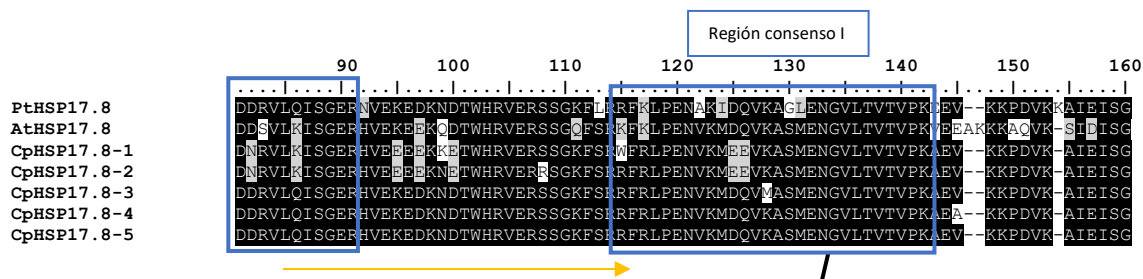 Región consenso I
90 100 110 120 130 140 150 160
PtHSP17.8 DDRVLQISGERNVEKEDKNDTWHRVERSSGKFLRRFKLPENAKIDQVKAGLENGVLTVTVPKDEV--KKPDVKKAIEISG
AtHSP17.8 DDSVLKISGERHVEKEEKQDTWHRVERSSGQFSRKFKLPENVKMDQVKASMENGVLTVTVPKVEEAKKKAQVK-SIDISG
CpHSP17.8-1 DNRVLKISGERHVEEEEKKETWHRVERSSGKFSRWFRLPENVKMEEVKASMENGVLTVTVPKAEV--KKPDVK-AIEISG
CpHSP17.8-2 DNRVLKISGERHVEEEEKNETWHRVERRSGKFSRRFRLPENVKMEEVKASMENGVLTVTVPKAEV--KKPDVK-AIEISG
CpHSP17.8-3 DDRVLQISGERHVEKEDKNDTWHRVERSSGKFSRRFRLPENVKMDQVMASMENGVLTVTVPKAEV--KKPDVK-AIEISG
CpHSP17.8-4 DDRVLQISGERHVEKEDKNDTWHRVERSSGKFSRRFRLPENVKMDQVKASMENGVLTVTVPKAEA--KKPDVK-AIEISG
CpHSP17.8-5 DDRVLQISGERHVEKEDKNDTWHRVERSSGKFSRRFRLPENVKMDQVKASMENGVLTVTVPKAEV--KKPDVK-AIEISG